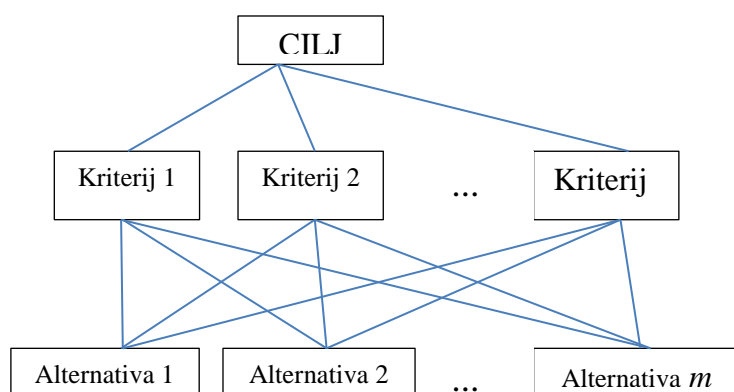 CILJ
Kriterij 1 Kriterij 2 ... Kriterij
Alternativa 1 Alternativa 2 ... Alternativa m